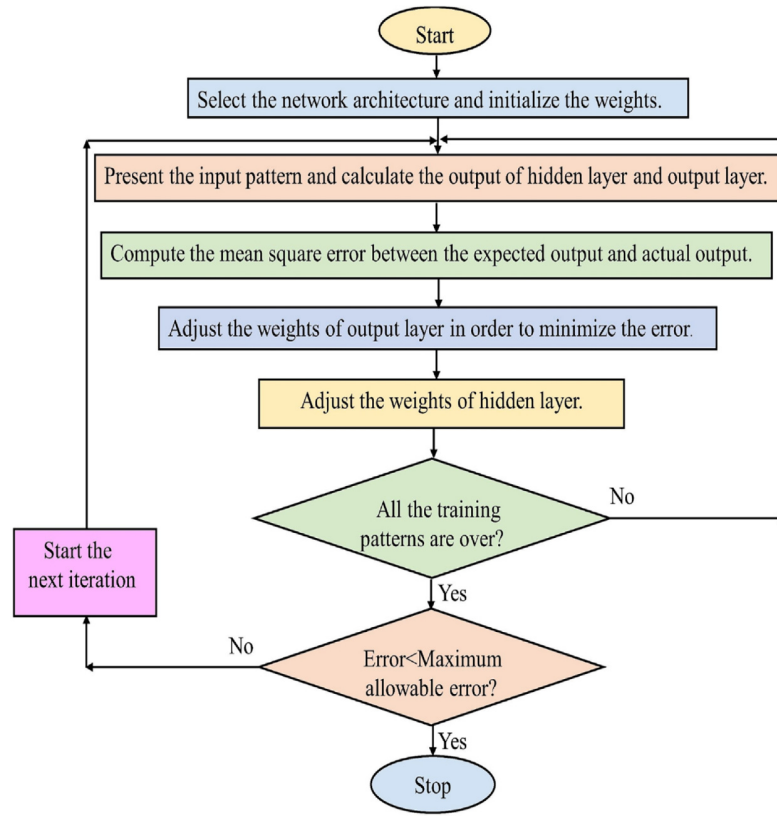 Start
Select the network architecture and initialize the weights.
Present the input pattern and calculate the output of hidden layer and output layer.
Compute the mean square error between the expected output and actual output.
Adjust the weights of output layer in order to minimize the error.
Adjust the weights of hidden layer.
All the training
patterns are over?
No
Yes
Start the
next iteration
No
Error<Maximum
allowable error?
Yes
Stop